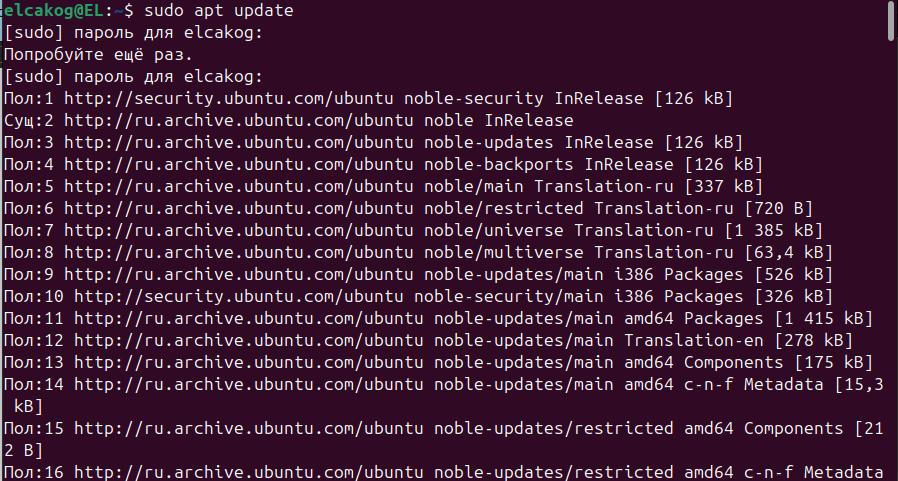 elcakog@EL:~$ sudo apt update
[sudo] пароль для elcakog:
Попробуйте ещё раз.
[sudo] пароль для elcakog:
Пол:1 http://security.ubuntu.com/ubuntu noble-security InRelease [126 kB]
Сущ:2 http://ru.archive.ubuntu.com/ubuntu noble InRelease
Пол:3 http://ru.archive.ubuntu.com/ubuntu noble-updates InRelease [126 kB]
Пол:4 http://ru.archive.ubuntu.com/ubuntu noble-backports InRelease [126 kB]
Пол:5 http://ru.archive.ubuntu.com/ubuntu noble/main Translation-ru [337 kB]
Пол:6 http://ru.archive.ubuntu.com/ubuntu noble/restricted Translation-ru [720 B]
Пол:7 http://ru.archive.ubuntu.com/ubuntu noble/universe Translation-ru [1 385 kB]
Пол:8 http://ru.archive.ubuntu.com/ubuntu noble/multiverse Translation-ru [63,4 kB]
Пол:9 http://ru.archive.ubuntu.com/ubuntu noble-updates/main i386 Packages [526 kB]
Пол:10 http://security.ubuntu.com/ubuntu noble-security/main i386 Packages [326 kB]
Пол:11 http://ru.archive.ubuntu.com/ubuntu noble-updates/main amd64 Packages [1 415 kB]
Пол:12 http://ru.archive.ubuntu.com/ubuntu noble-updates/main Translation-en [278 kB]
Пол:13 http://ru.archive.ubuntu.com/ubuntu noble-updates/main amd64 Components [175 kB]
Пол:14 http://ru.archive.ubuntu.com/ubuntu noble-updates/main amd64 c-n-f Metadata [15,3
 kB]
Пол:15 http://ru.archive.ubuntu.com/ubuntu noble-updates/restricted amd64 Components [21
2 B]
Пол:16 http://ru.archive.ubuntu.com/ubuntu noble-updates/restricted amd64 c-n-f Metadata